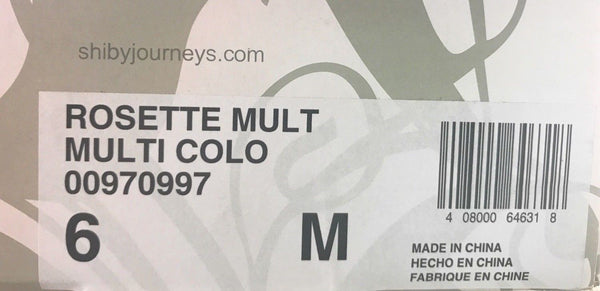 shibyjourneys.com
ROSETTE MULT
MULTI COLO
00970997
6 M
4 08000 64631 8
MADE IN CHINA
HECHO EN CHINA
FABRIQUE EN CHINE